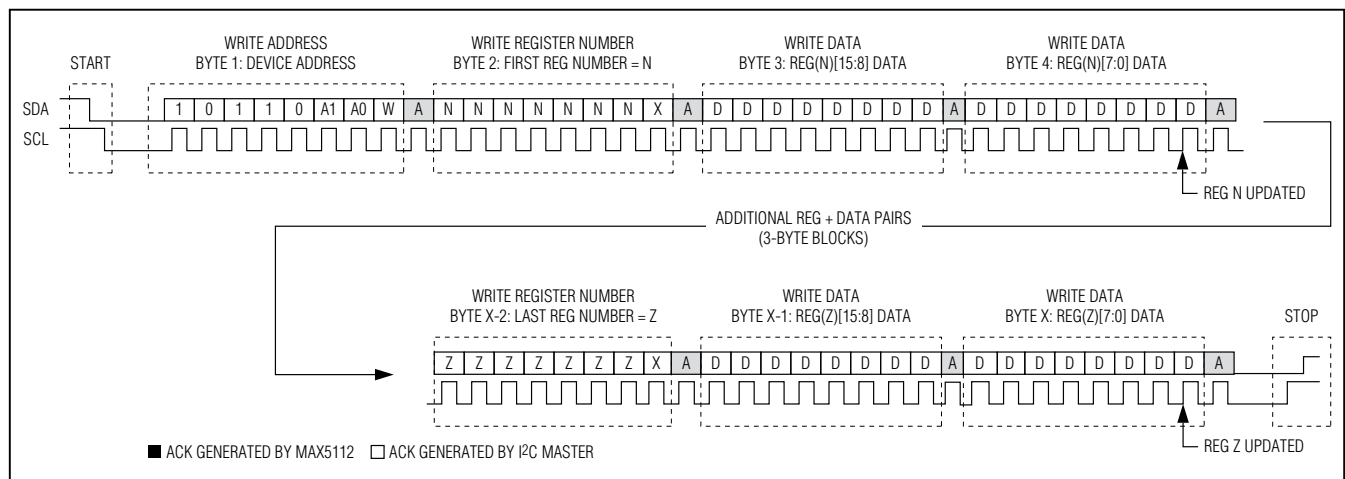 WRITE ADDRESS
BYTE 1: DEVICE ADDRESS
WRITE REGISTER NUMBER
BYTE 2: FIRST REG NUMBER = N
WRITE DATA
BYTE 3: REG(N)[15:8] DATA
WRITE DATA
BYTE 4: REG(N)[7:0] DATA
START
SDA
1 0 1 1 0 A1 A0 W A N N N N N N N X A D D D D D D D D A D D D D D D D D A
SCL
REG N UPDATED
ADDITIONAL REG + DATA PAIRS
(3-BYTE BLOCKS)
WRITE REGISTER NUMBER
BYTE X-2: LAST REG NUMBER = Z
WRITE DATA
BYTE X-1: REG(Z)[15:8] DATA
WRITE DATA
BYTE X: REG(Z)[7:0] DATA
STOP
Z Z Z Z Z Z Z X A D D D D D D D D A D D D D D D D D A
REG Z UPDATED
ACK GENERATED BY MAX5112 ACK GENERATED BY I²C MASTER